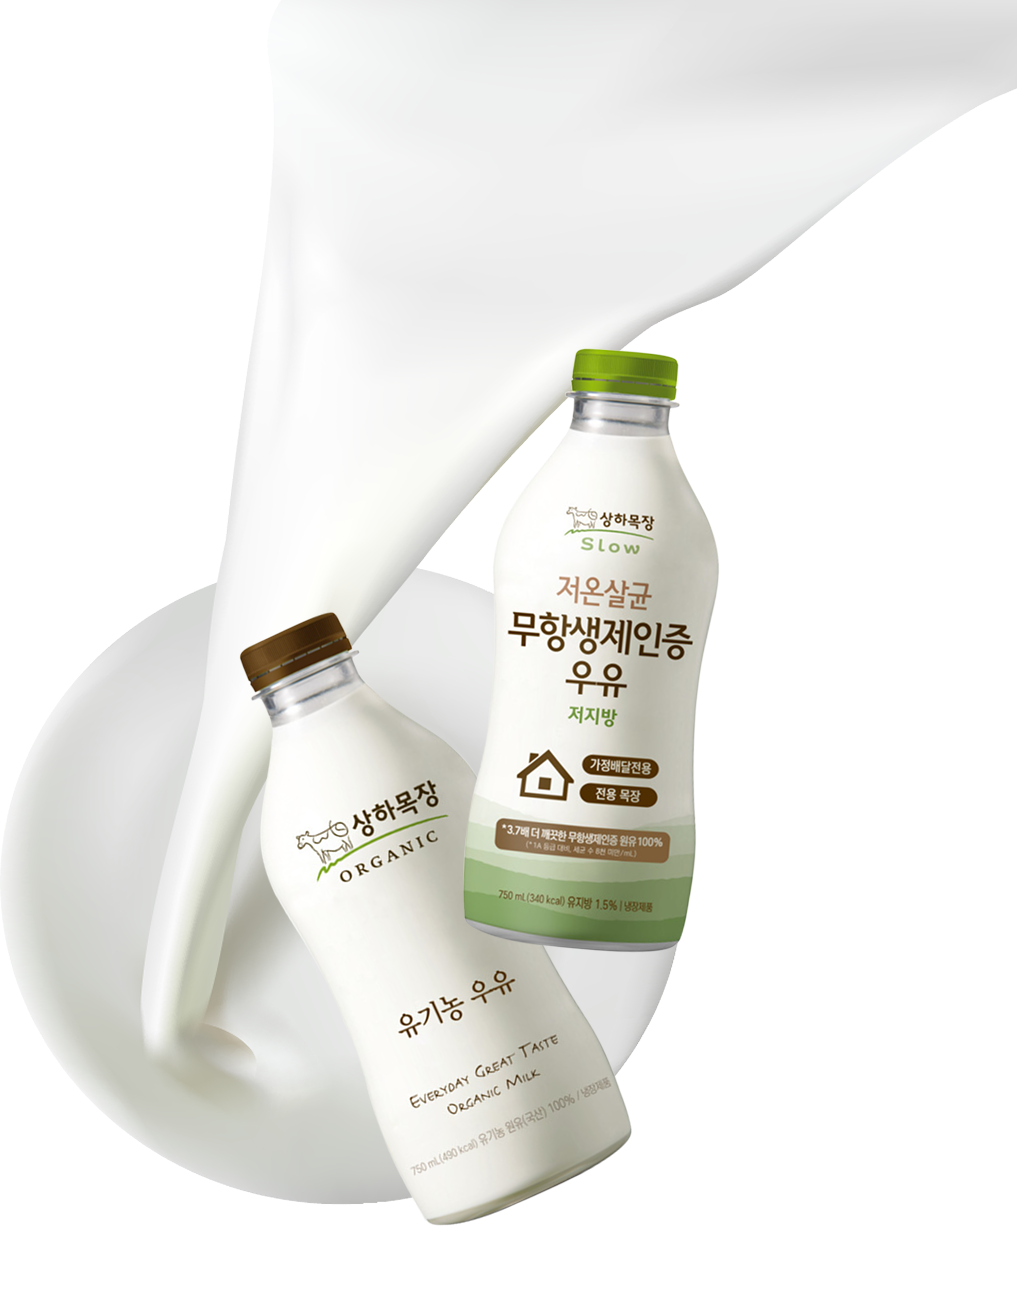 상하목장
Slow
저온살균
무항생제인증
우유
저지방
가정배달전용
전용 목장
*3.7배 더 깨끗한 무항생제인증 원유100%
(*1A 등급 대비, 세균 수 8천 미만/mL)
750 mL(340 kcal) 유지방 1.5% | 냉장제품
상하목장
ORGANIC
유기농 우유
EVERYDAY GREAT TASTE
ORGANIC MILK
750 mL(490 kcal) 유기농 원유(국산) 100% / 냉장제품